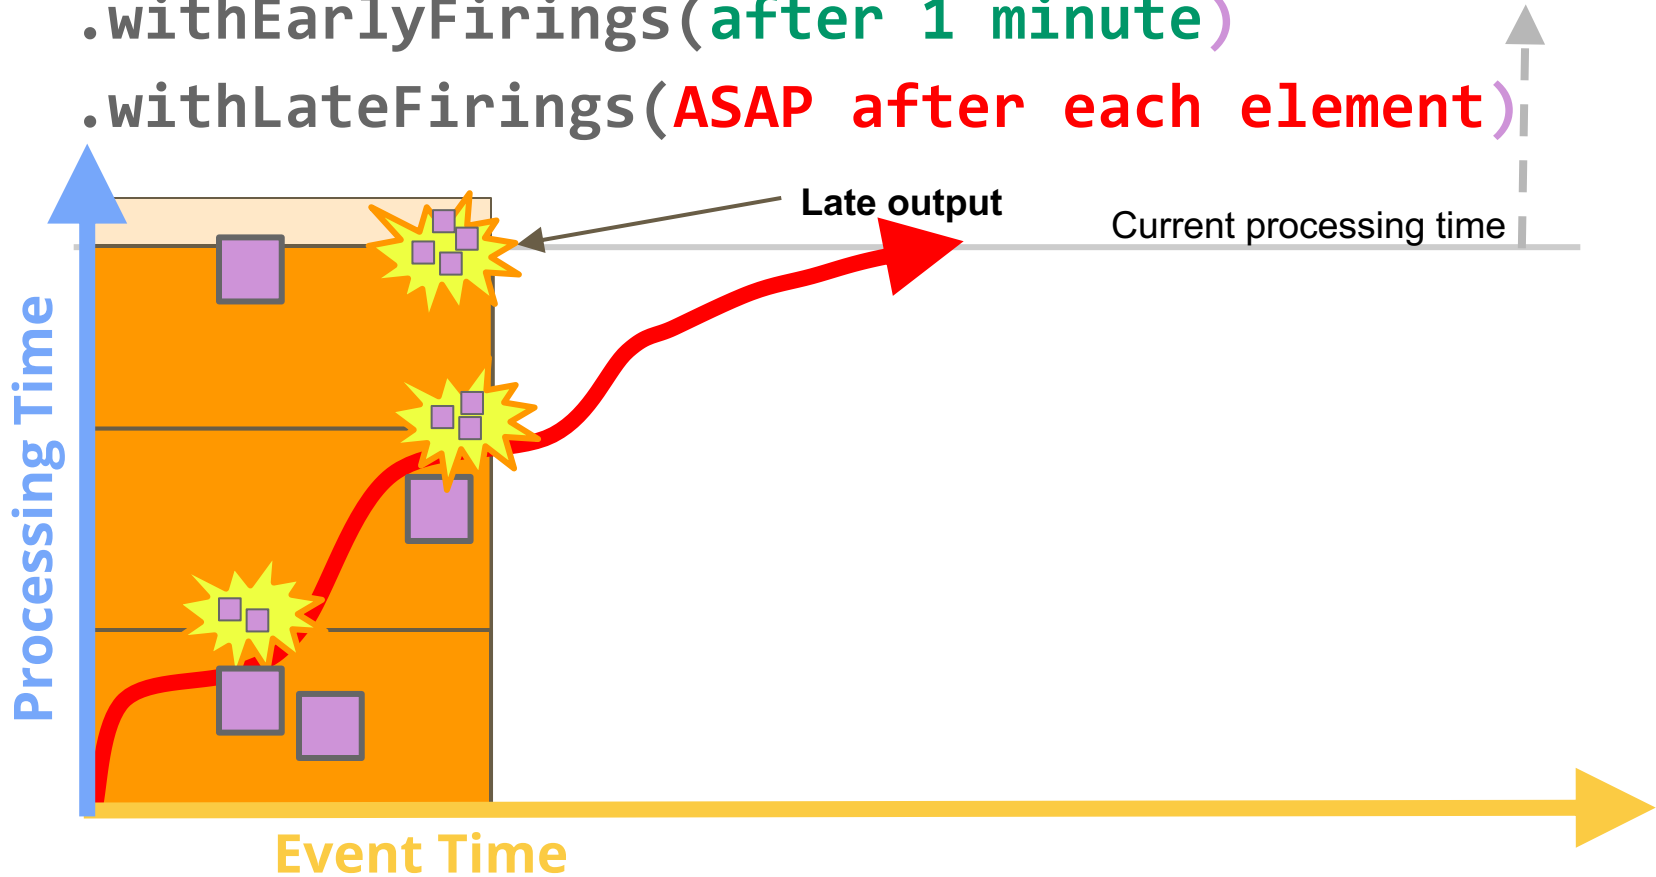 .withEarlyFirings(after 1 minute)
.withLateFirings(ASAP after each element)
Late output
Current processing time
Processing Time
Event Time